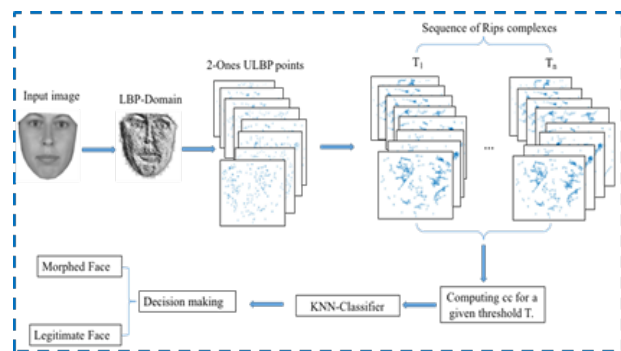 Sequence of Rips complexes
2-Ones ULBP points
T1
Tn
Input image
LBP-Domain
...
Morphed Face
Decision making
KNN-Classifier
Computing cc for a
given threshold T.
Legitimate Face